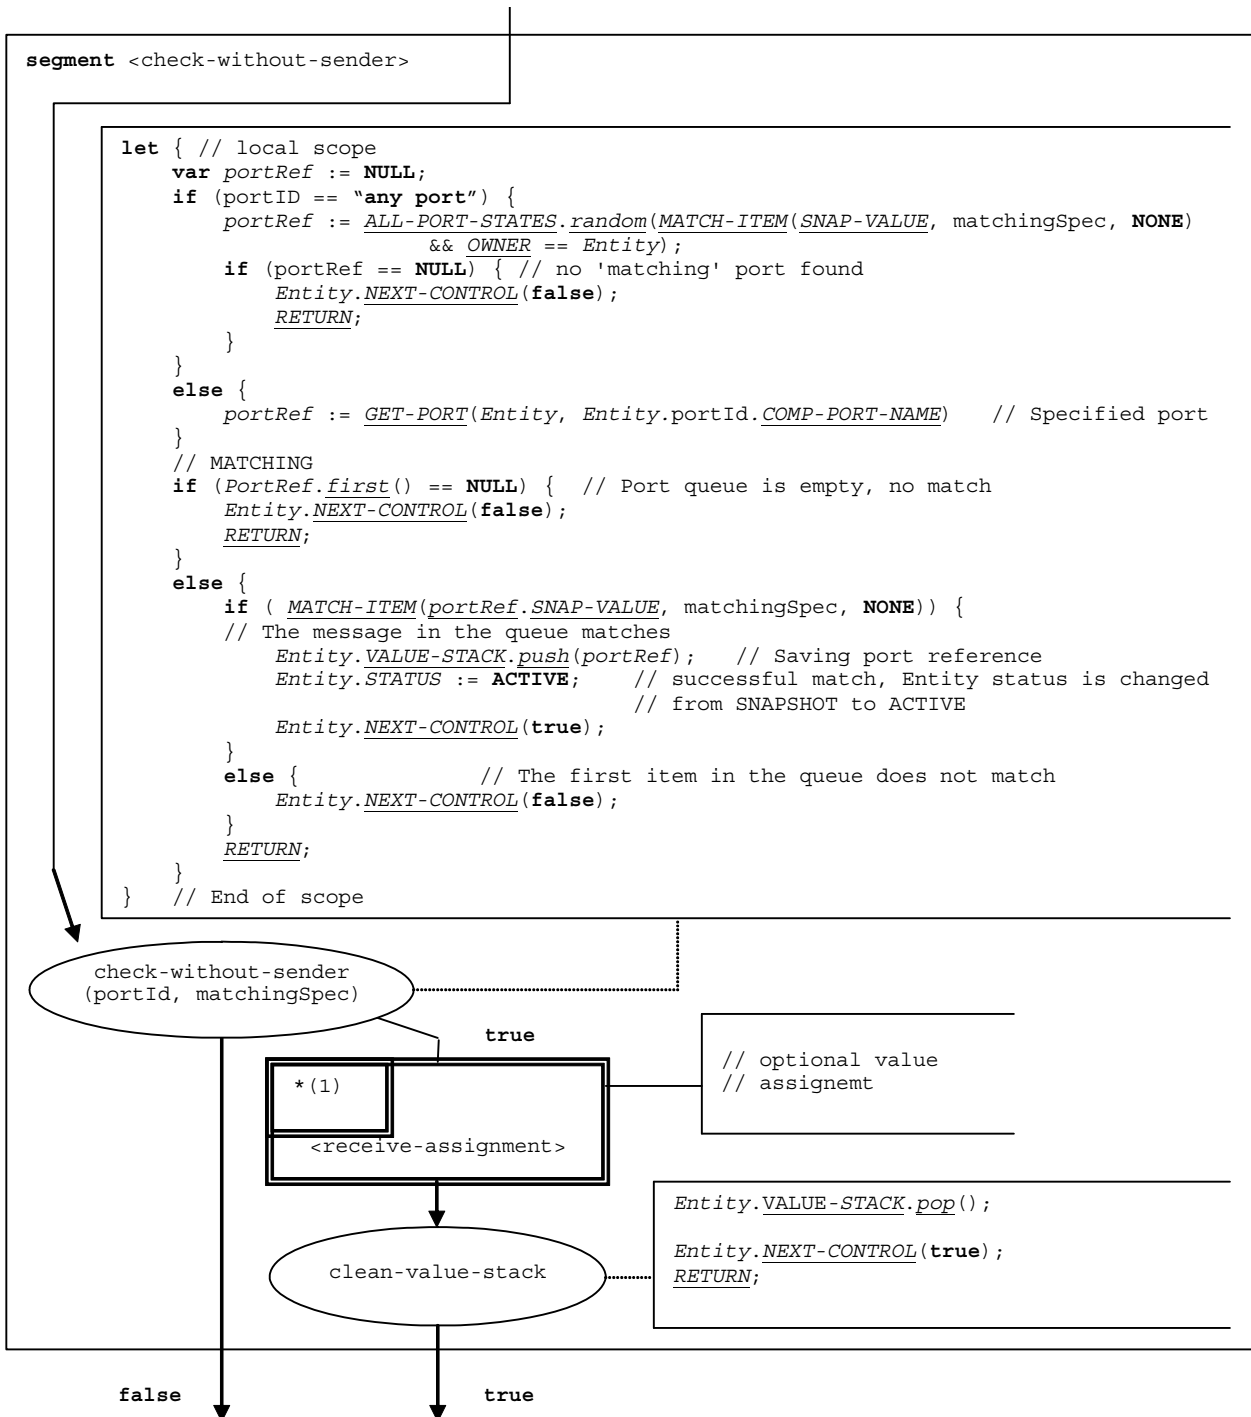 segment <check-without-sender>
let { // local scope
var portRef := NULL;
if (portID == “any port”) {
portRef := ALL-PORT-STATES.random(MATCH-ITEM(SNAP-VALUE, matchingSpec, NONE)
&& OWNER == Entity);
if (portRef == NULL) { // no 'matching' port found
Entity.NEXT-CONTROL(false);
RETURN;
}
}
else {
portRef := GET-PORT(Entity, Entity.portId.COMP-PORT-NAME) // Specified port
}
// MATCHING
if (PortRef.first() == NULL) { // Port queue is empty, no match
Entity.NEXT-CONTROL(false);
RETURN;
}
else {
if ( MATCH-ITEM(portRef.SNAP-VALUE, matchingSpec, NONE)) {
// The message in the queue matches
Entity.VALUE-STACK.push(portRef); // Saving port reference
Entity.STATUS := ACTIVE; // successful match, Entity status is changed
// from SNAPSHOT to ACTIVE
Entity.NEXT-CONTROL(true);
}
else { // The first item in the queue does not match
Entity.NEXT-CONTROL(false);
}
RETURN;
}
} // End of scope
check-without-sender
(portId, matchingSpec)
true
// optional value
// assignemt
*(1)
<receive-assignment>
Entity.VALUE-STACK.pop();
Entity.NEXT-CONTROL(true);
RETURN;
clean-value-stack
false
true